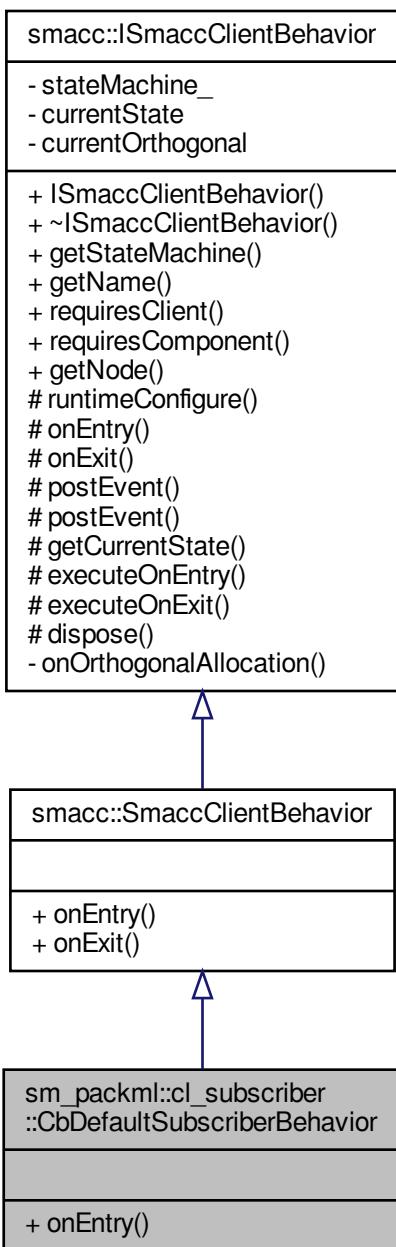 smacc::ISmaccClientBehavior
- stateMachine_
- currentState
- currentOrthogonal
+ ISmaccClientBehavior()
+ ~ISmaccClientBehavior()
+ getStateMachine()
+ getName()
+ requiresClient()
+ requiresComponent()
+ getNode()
# runtimeConfigure()
# onEntry()
# onExit()
# postEvent()
# postEvent()
# getCurrentState()
# executeOnEntry()
# executeOnExit()
# dispose()
- onOrthogonalAllocation()
smacc::SmaccClientBehavior
+ onEntry()
+ onExit()
sm_packml::cl_subscriber
::CbDefaultSubscriberBehavior
+ onEntry()